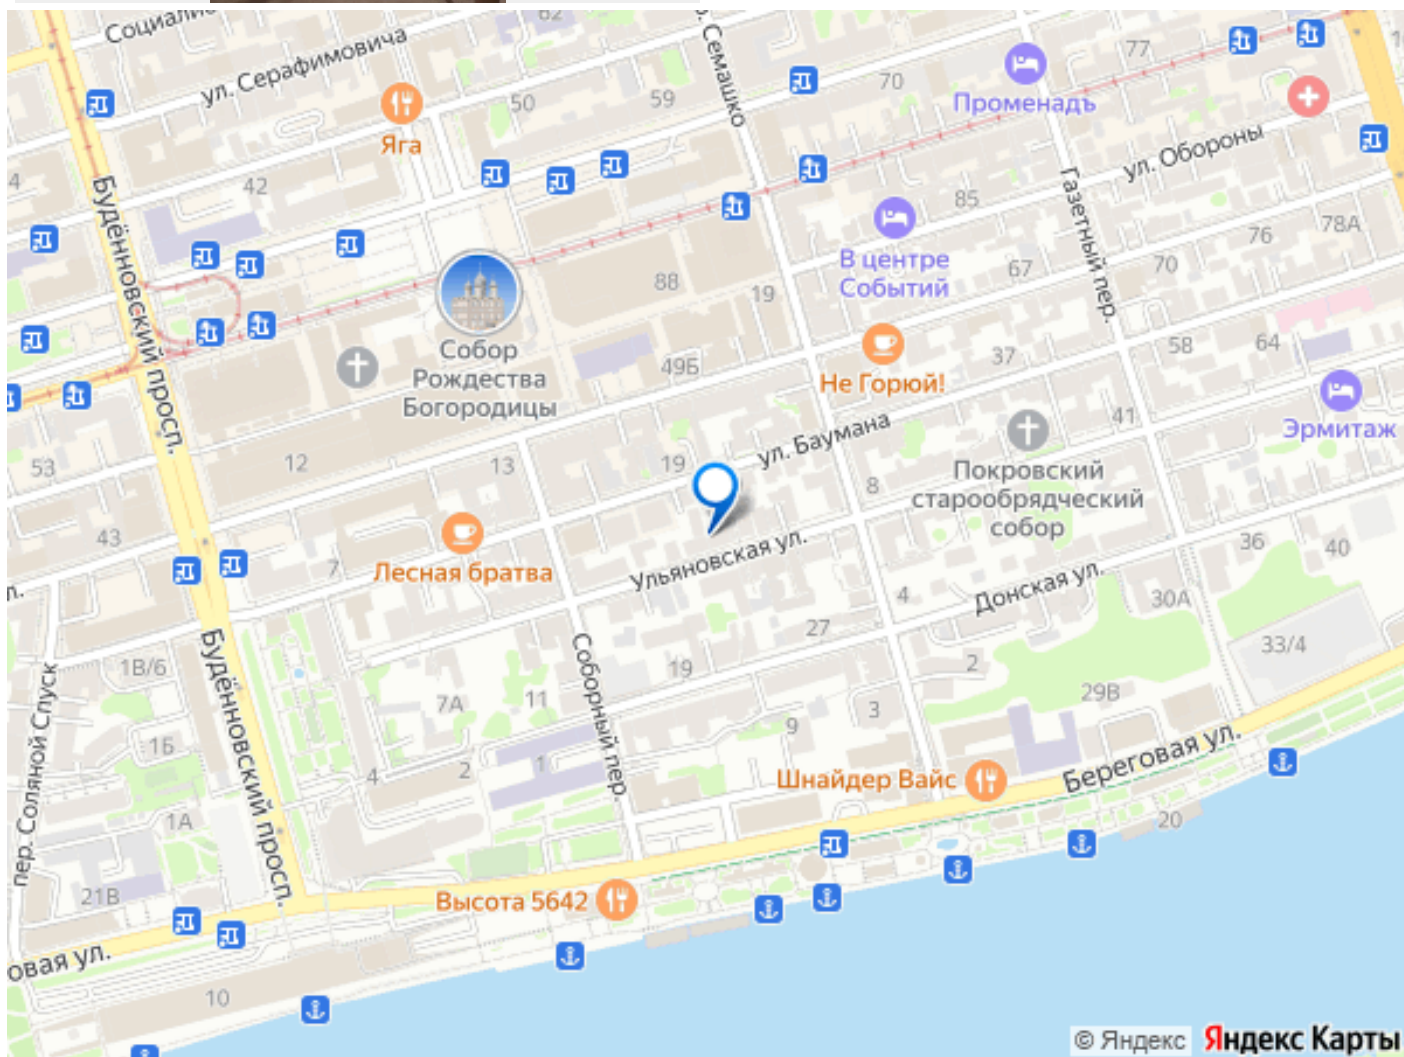 Социалис
62
ул. Серафимовича
Семашко
77
Променадъ
70
59
50
Яга
ул. Обороны
4
42
Газетный пер.
85
78А
76
70
67
В центре
Событий
88
19
Будённовский просп.
Собор
Рождества
Богородицы
49Б
Не Горюй!
37
58
64
41
Эрмитаж
ул. Баумана
53
12
13
19
8
Покровский
старообрядческий
собор
43
7
Лесная братва
Ульяновская ул.
36
40
Донская ул.
30А
4
27
33/4
1В/6
Будённовский просп.
Соборный пер.
19
2
29В
7А
11
3
9
пер. Соляной Спуск
1Б
4
2
1
Шнайдер Вайс
Береговая ул.
1А
20
21В
Высота 5642
овая ул.
10
© Яндекс Яндекс Карты